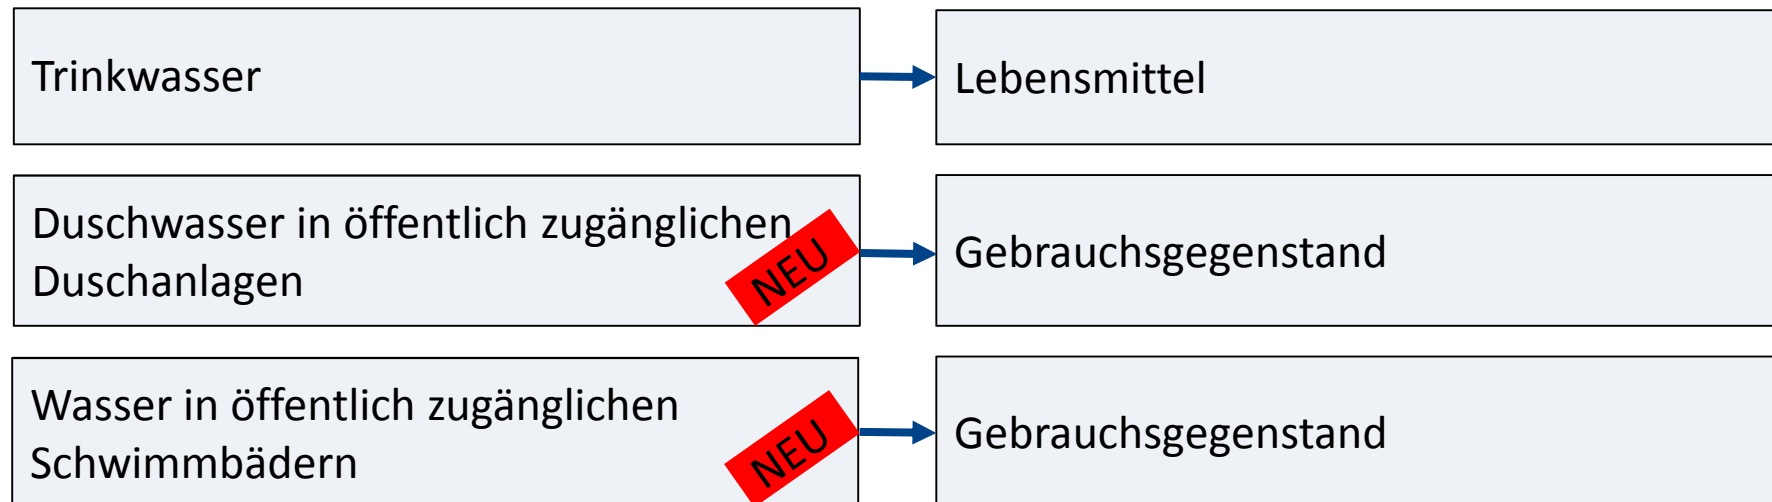 Trinkwasser
Lebensmittel
Duschwasser in öffentlich zugänglichen
Duschanlagen
NEU
Gebrauchsgegenstand
Wasser in öffentlich zugänglichen
Schwimmbädern
NEU
Gebrauchsgegenstand